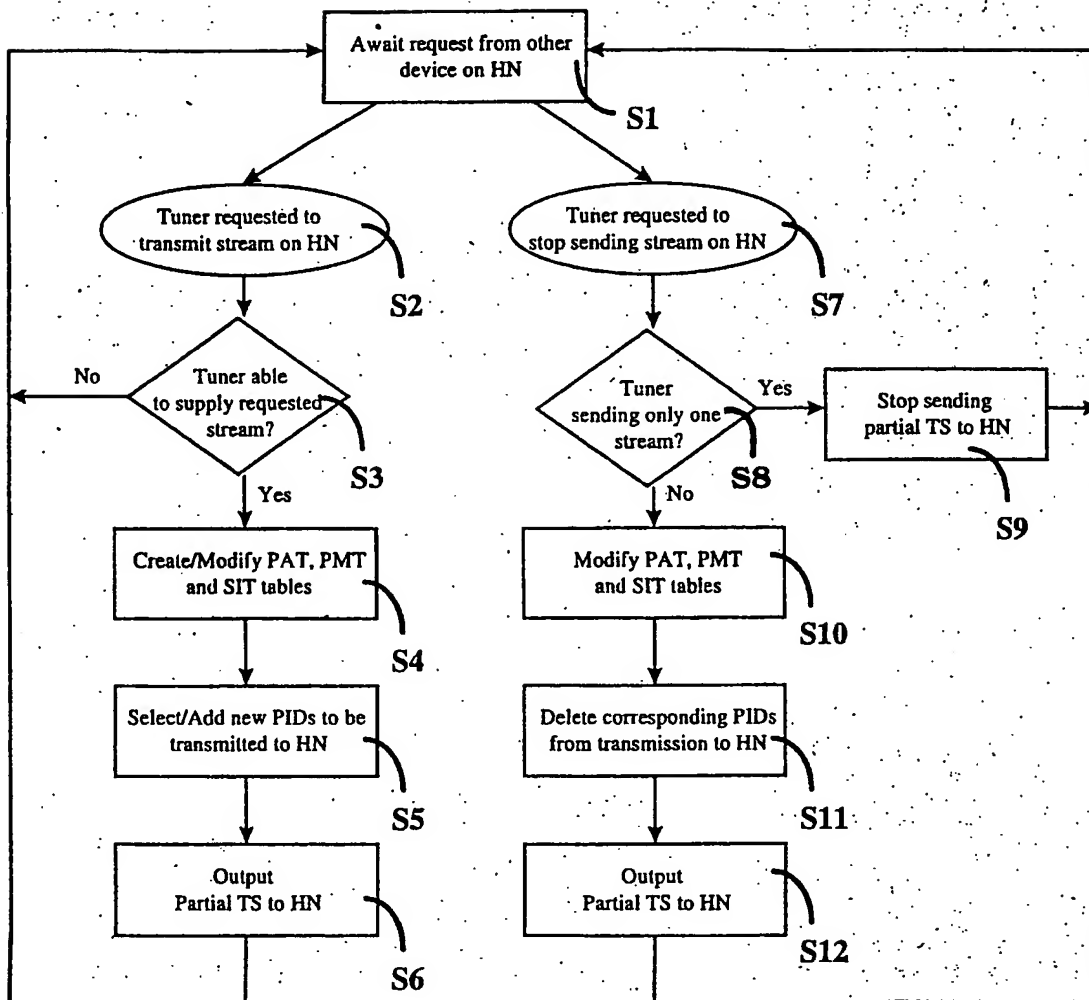 Await request from other
device on HN
S1
Tuner requested to
transmit stream on HN
S2
Tuner requested to
stop sending stream on HN
S7
No
Tuner able
to supply requested
stream?
S3
Yes
Tuner
sending only one
stream?
S8
Yes
No
Stop sending
partial TS to HN
S9
Create/Modify PAT, PMT
and SIT tables
S4
Modify PAT, PMT
and SIT tables
S10
Select/Add new PIDs to be
transmitted to HN
S5
Delete corresponding PIDs
from transmission to HN
S11
Output
Partial TS to HN
S6
Output
Partial TS to HN
S12